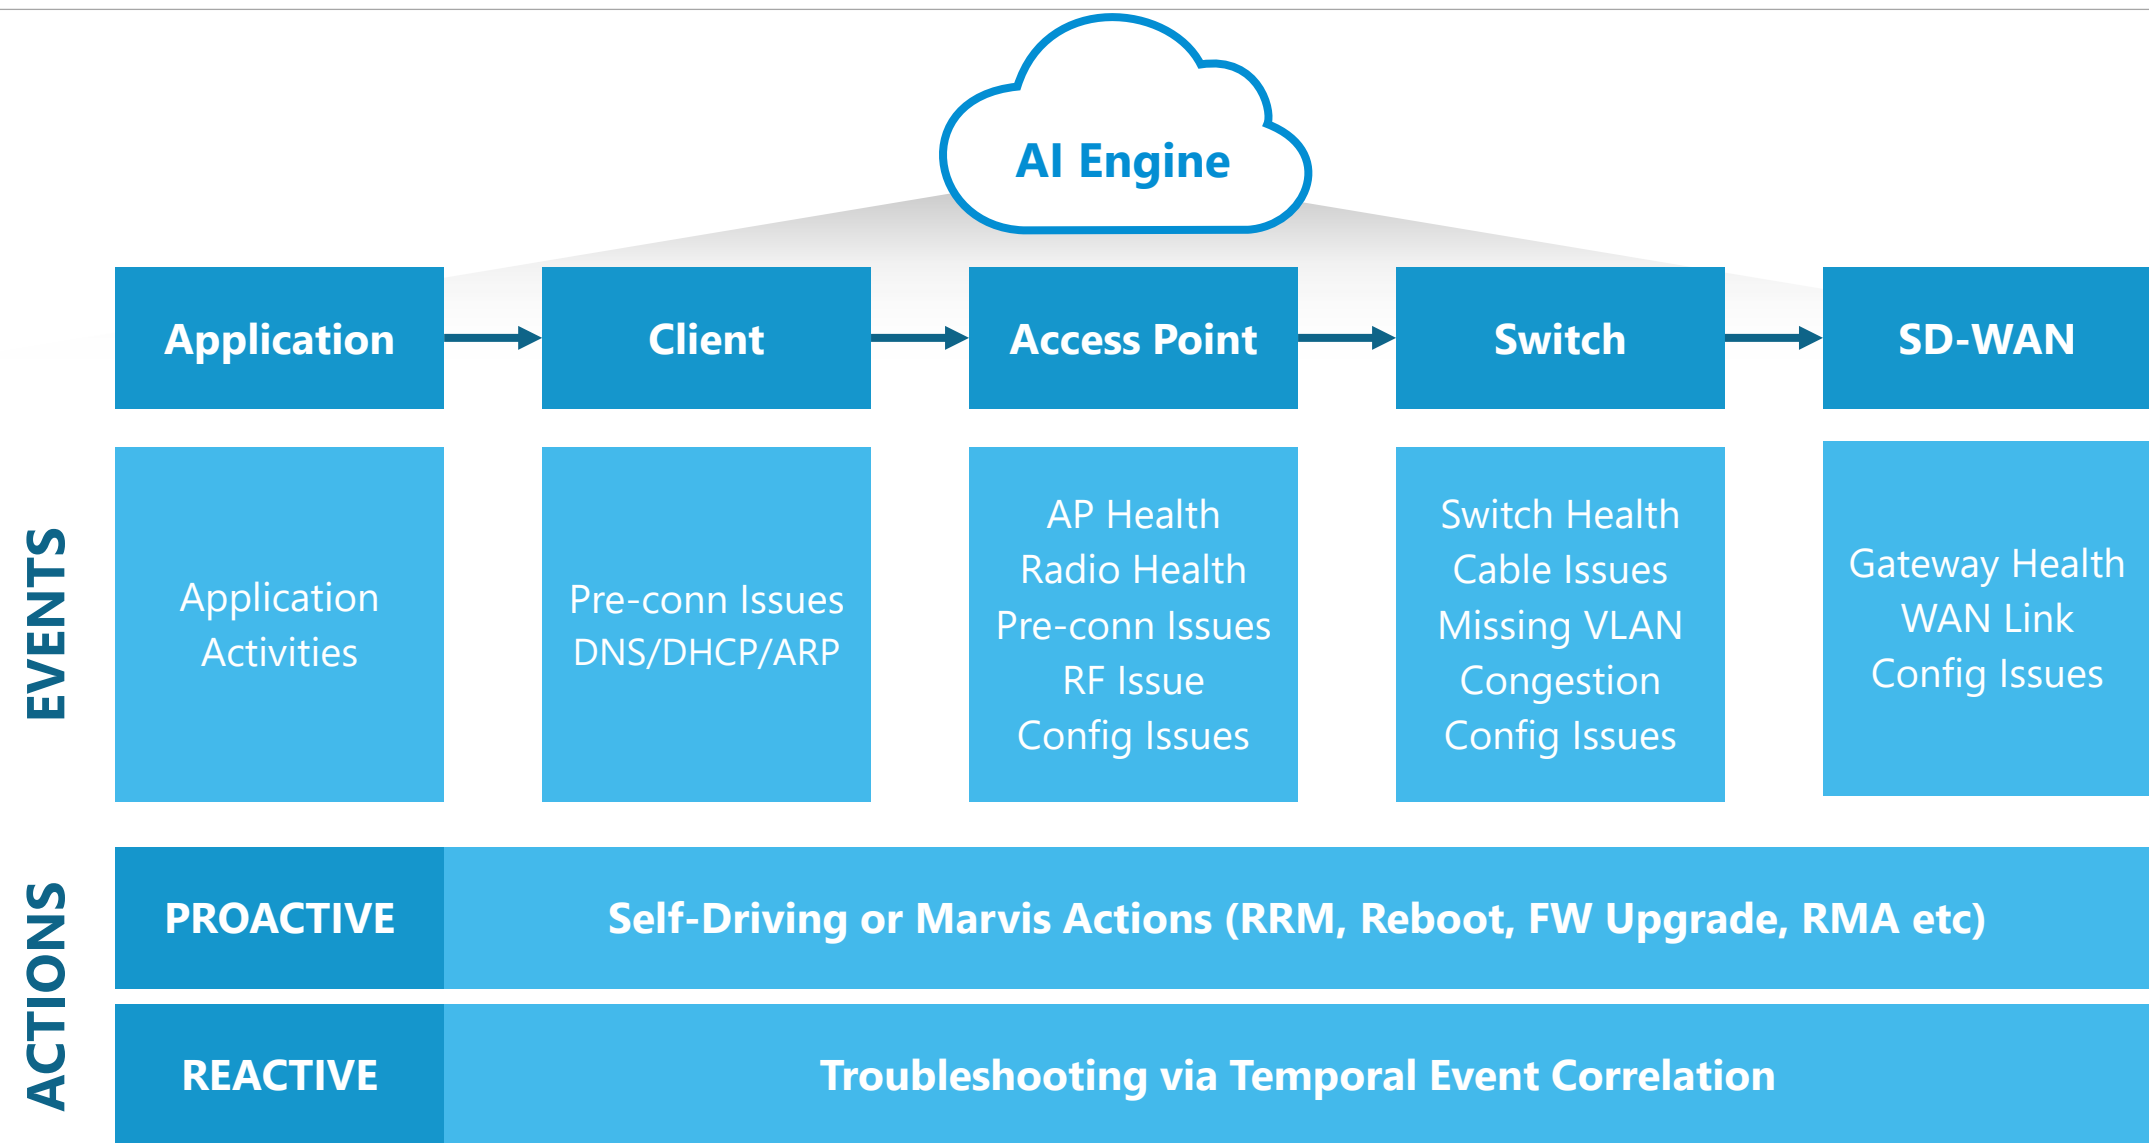 AI Engine
Application
Client
Access Point
Switch
SD-WAN
EVENTS
Application
Activities
Pre-conn Issues
DNS/DHCP/ARP
AP Health
Radio Health
Pre-conn Issues
RF Issue
Config Issues
Switch Health
Cable Issues
Missing VLAN
Congestion
Config Issues
Gateway Health
WAN Link
Config Issues
ACTIONS
PROACTIVE
Self-Driving or Marvis Actions (RRM, Reboot, FW Upgrade, RMA etc)
REACTIVE
Troubleshooting via Temporal Event Correlation